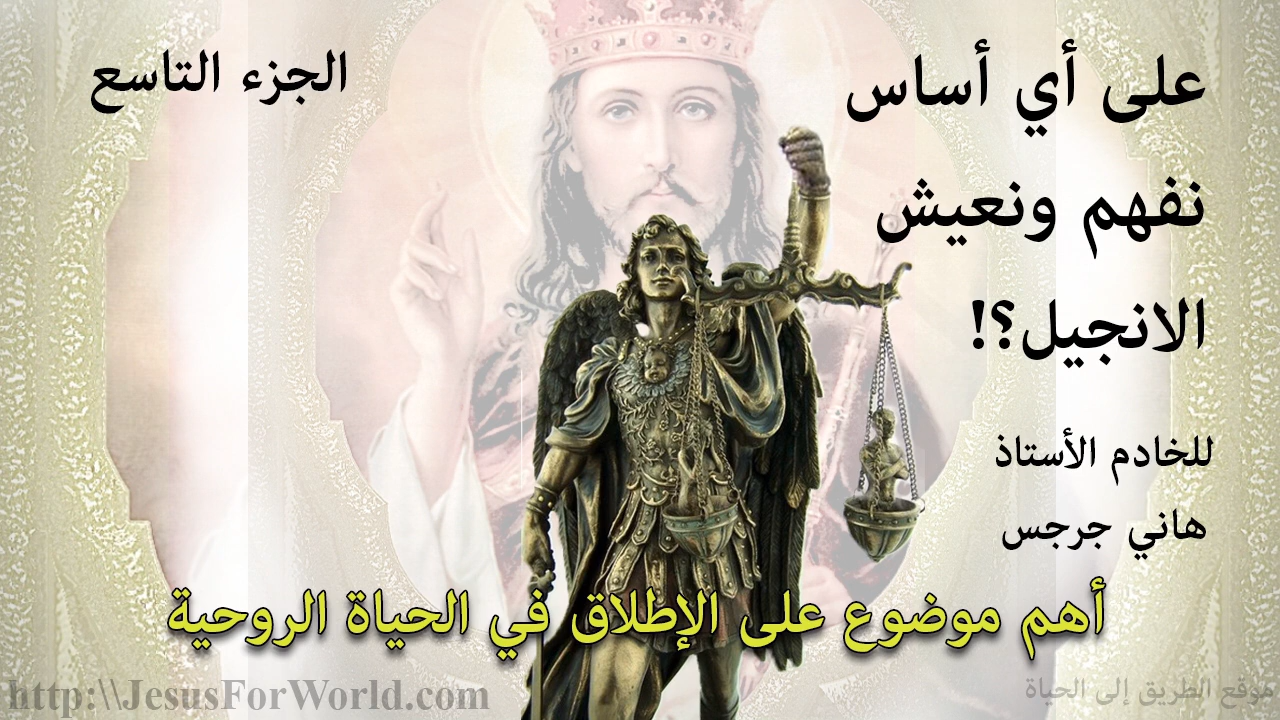 على أي أساس
نفهم ونعيش
الانجيل؟!
الجزء التاسع
للخادم الأستاذ
هاني جرجس
أهم موضوع على الإطلاق في الحياة الروحية
http:\\JesusForWorld.com
موقع الطريق إلى الحياة